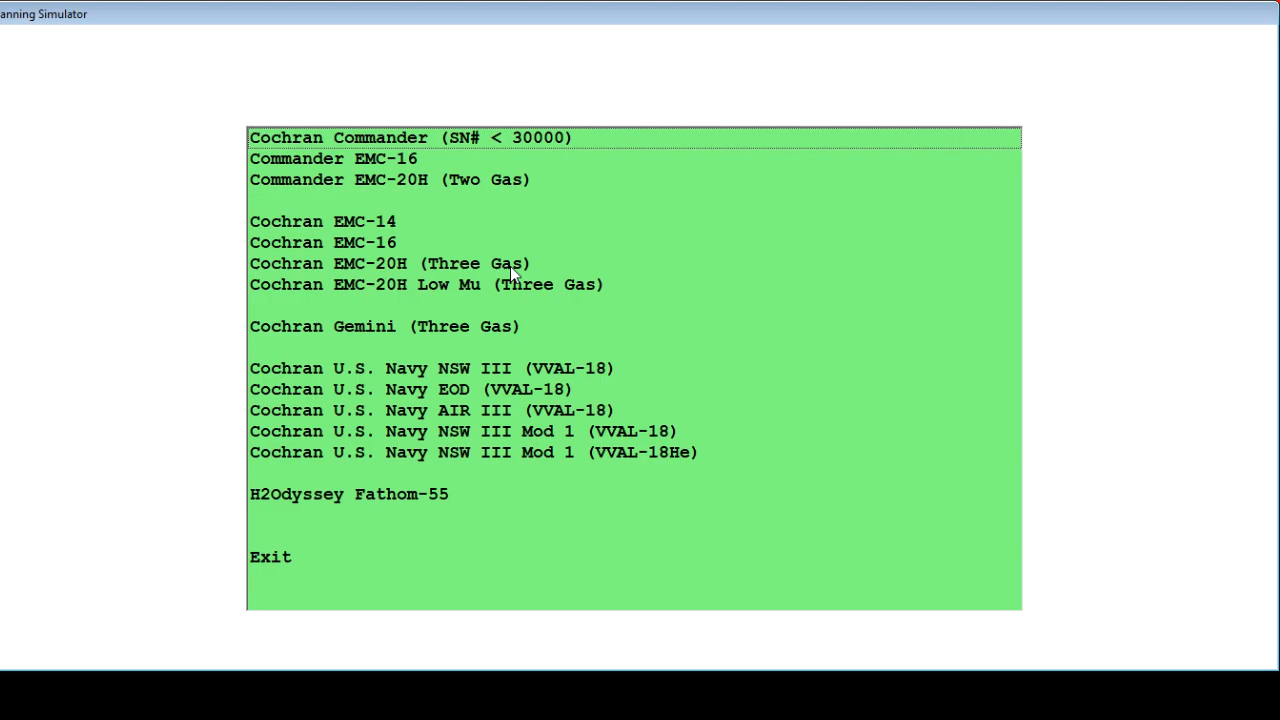 anning Simulator
Cochran Commander (SN# < 30000)
Commander EMC-16
Commander EMC-20H (Two Gas)
Cochran EMC-14
Cochran EMC-16
Cochran EMC-20H (Three Gas)
Cochran EMC-20H Low Mu (Three Gas)
Cochran Gemini (Three Gas)
Cochran U.S. Navy NSW III (VVAL-18)
Cochran U.S. Navy EOD (VVAL-18)
Cochran U.S. Navy AIR III (VVAL-18)
Cochran U.S. Navy NSW III Mod 1 (VVAL-18)
Cochran U.S. Navy NSW III Mod 1 (VVAL-18He)
H2Odyssey Fathom-55
Exit